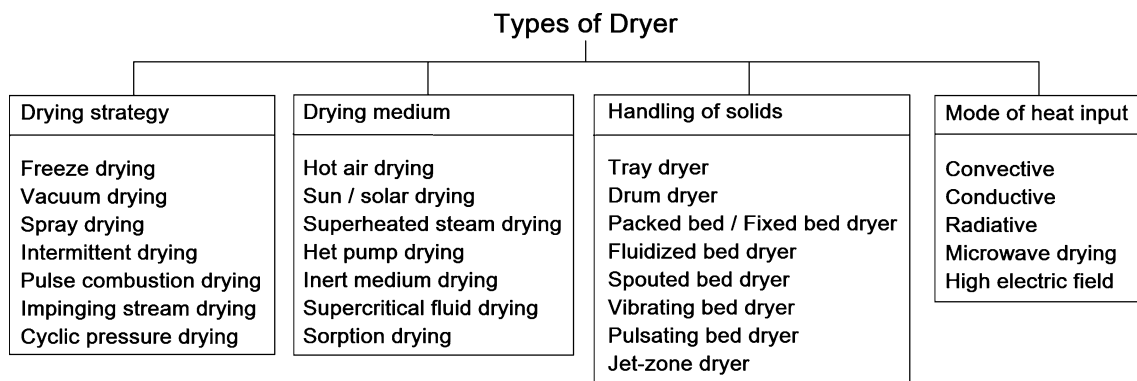 Types of Dryer
Drying strategy
Freeze drying
Vacuum drying
Spray drying
Intermittent drying
Pulse combustion drying
Impinging stream drying
Cyclic pressure drying
Drying medium
Hot air drying
Sun / solar drying
Superheated steam drying
Het pump drying
Inert medium drying
Supercritical fluid drying
Sorption drying
Handling of solids
Tray dryer
Drum dryer
Packed bed / Fixed bed dryer
Fluidized bed dryer
Spouted bed dryer
Vibrating bed dryer
Pulsating bed dryer
Jet-zone dryer
Mode of heat input
Convective
Conductive
Radiative
Microwave drying
High electric field